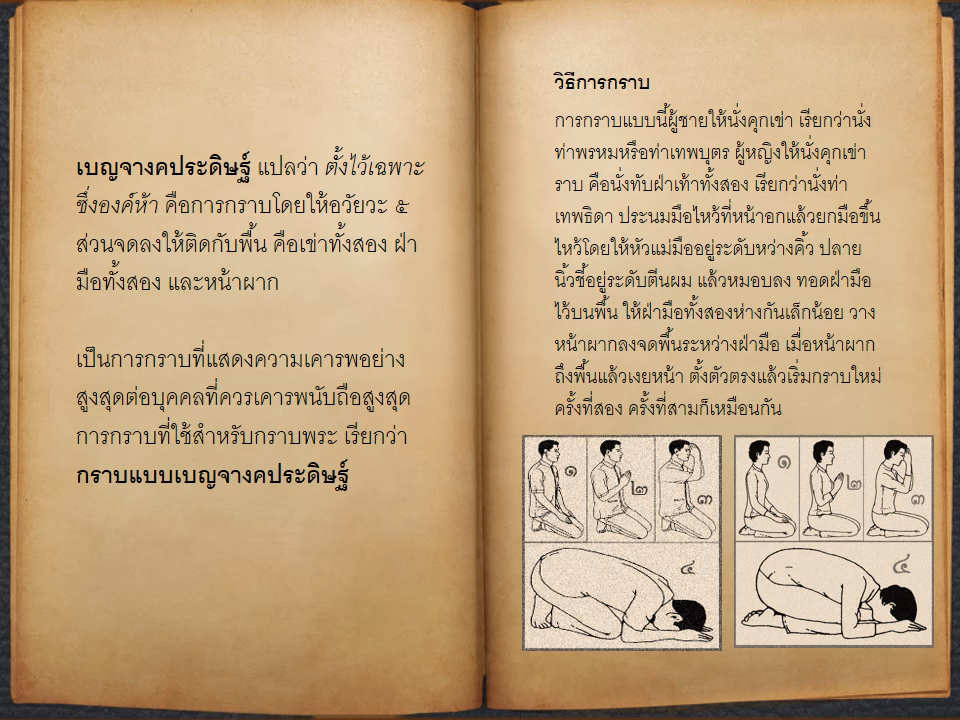 เบญจางคประดิษฐ์ แปลว่า ตั้งไว้เฉพาะ
ซึ่งองค์ห้า คือการกราบโดยให้อวัยวะ ๕
ส่วนจดลงให้ติดกับพื้น คือเข่าทั้งสอง ฝ่า
มือทั้งสอง และหน้าผาก
เป็นการกราบที่แสดงความเคารพอย่าง
สูงสุดต่อบุคคลที่ควรเคารพนับถือสูงสุด
การกราบที่ใช้สำหรับกราบพระ เรียกว่า
กราบแบบเบญจางคประดิษฐ์
วิธีการกราบ
การกราบแบบนี้ผู้ชายให้นั่งคุกเข่า เรียกว่านั่ง
ท่าพรหมหรือท่าเทพบุตร ผู้หญิงให้นั่งคุกเข่า
ราบ คือนั่งทับฝ่าเท้าทั้งสอง เรียกว่านั่งท่า
เทพธิดา ประนมมือไหว้ที่หน้าอกแล้วยกมือขึ้น
ไหว้โดยให้หัวแม่มืออยู่ระดับหว่างคิ้ว ปลาย
นิ้วชี้อยู่ระดับตีนผม แล้วหมอบลง ทอดฝ่ามือ
ไว้บนพื้น ให้ฝ่ามือทั้งสองห่างกันเล็กน้อย วาง
หน้าผากลงจดพื้นระหว่างฝ่ามือ เมื่อหน้าผาก
ถึงพื้นแล้วเงยหน้า ตั้งตัวตรงแล้วเริ่มกราบใหม่
ครั้งที่สอง ครั้งที่สามก็เหมือนกัน
๑ ๒ ๓
๔
๑ ๒ ๓
๔